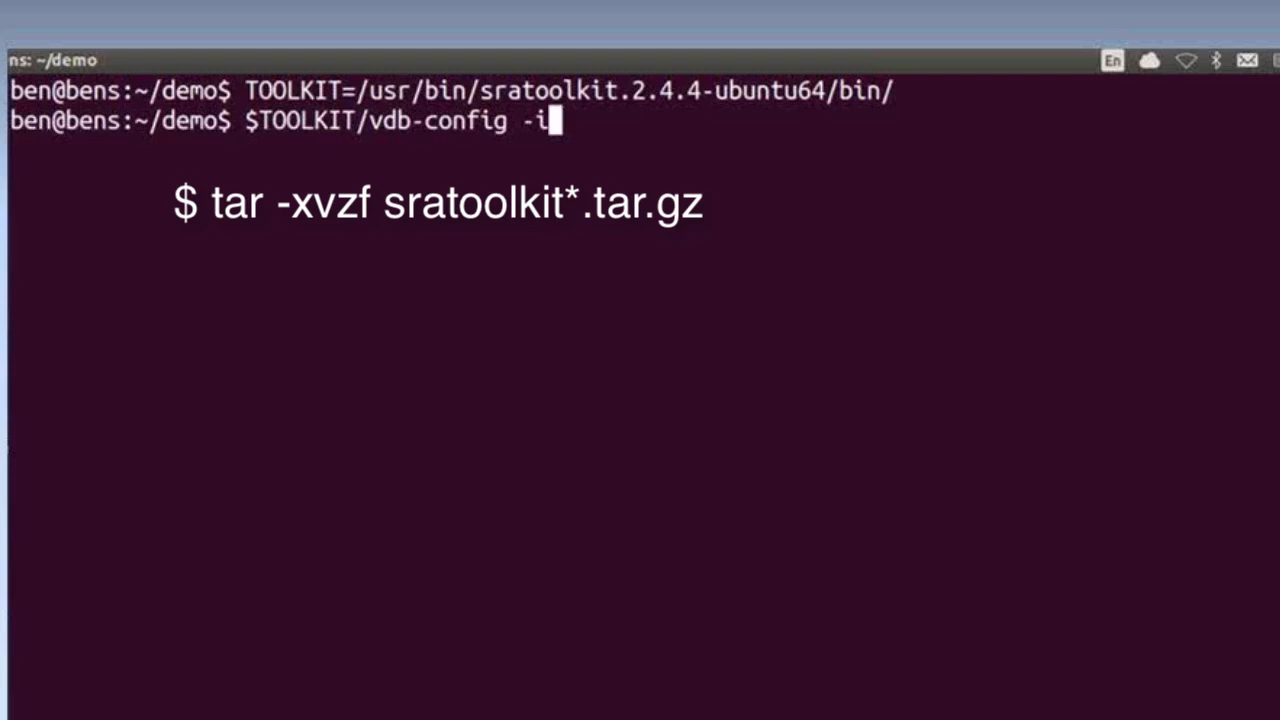 ns: ~/demo
En
ben@bens:~/demo$ TOOLKIT=/usr/bin/sratoolkit.2.4.4-ubuntu64/bin/
ben@bens:~/demo$ $TOOLKIT/vdb-config -i
$ tar -xvzf sratoolkit*.tar.gz